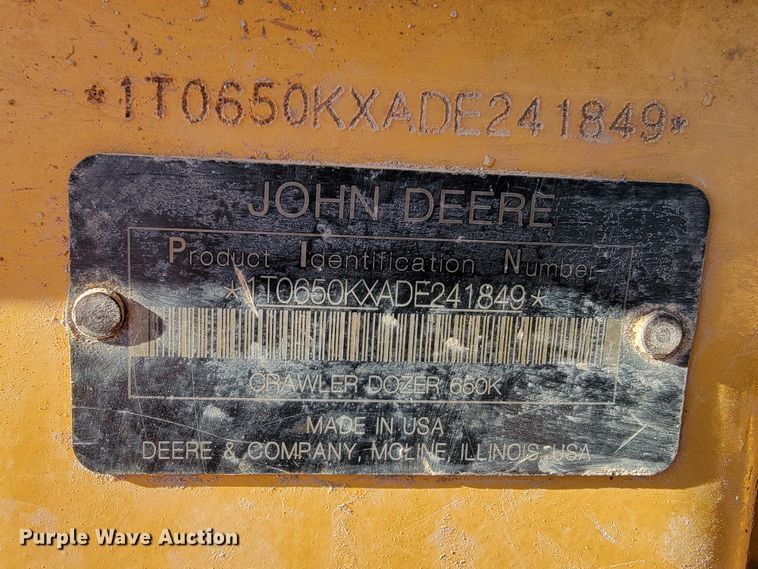 *1T0650KXADE241849*
JOHN DEERE
Product Identification Number
*1T0650KXADE241849*
CRAWLER DOZER 650K
MADE IN USA
DEERE & COMPANY, MOLINE, ILLINOIS, USA
Purple Wave Auction